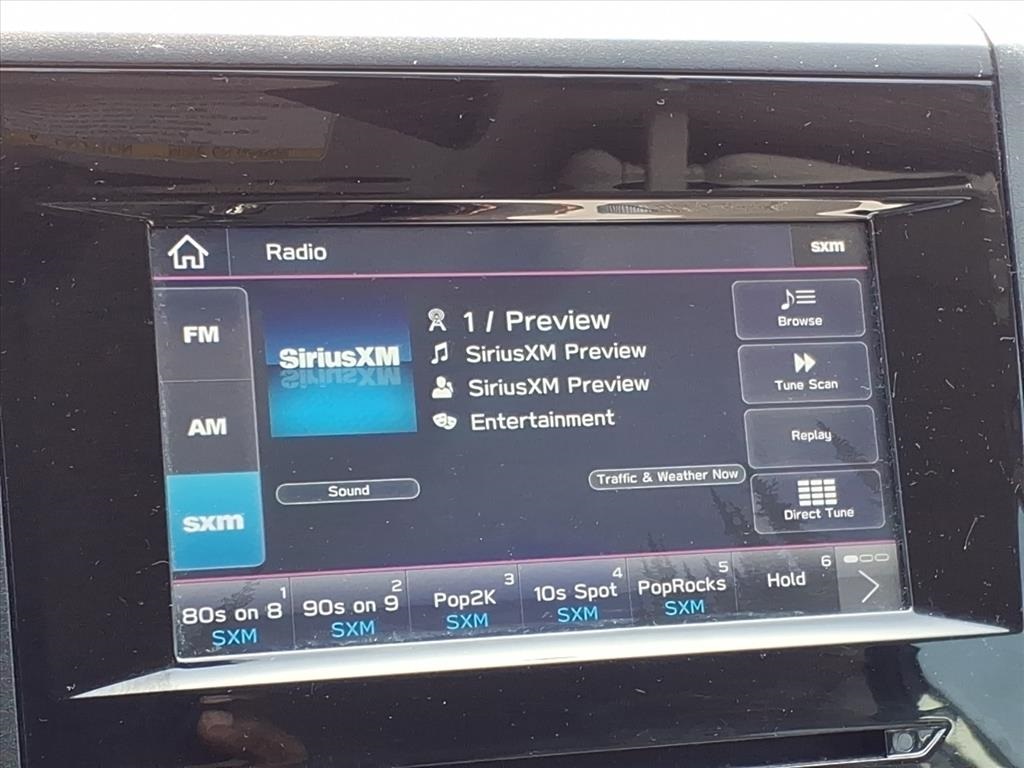 Radio
sxm
FM
AM
sxm
SiriusXM
1 / Preview
SiriusXM Preview
SiriusXM Preview
Entertainment
Browse
Tune Scan
Replay
Direct Tune
Sound
Traffic & Weather Now
1
80s on 8
SXM
2
90s on 9
SXM
3
Pop2K
SXM
4
10s Spot
SXM
5
PopRocks
SXM
6
Hold